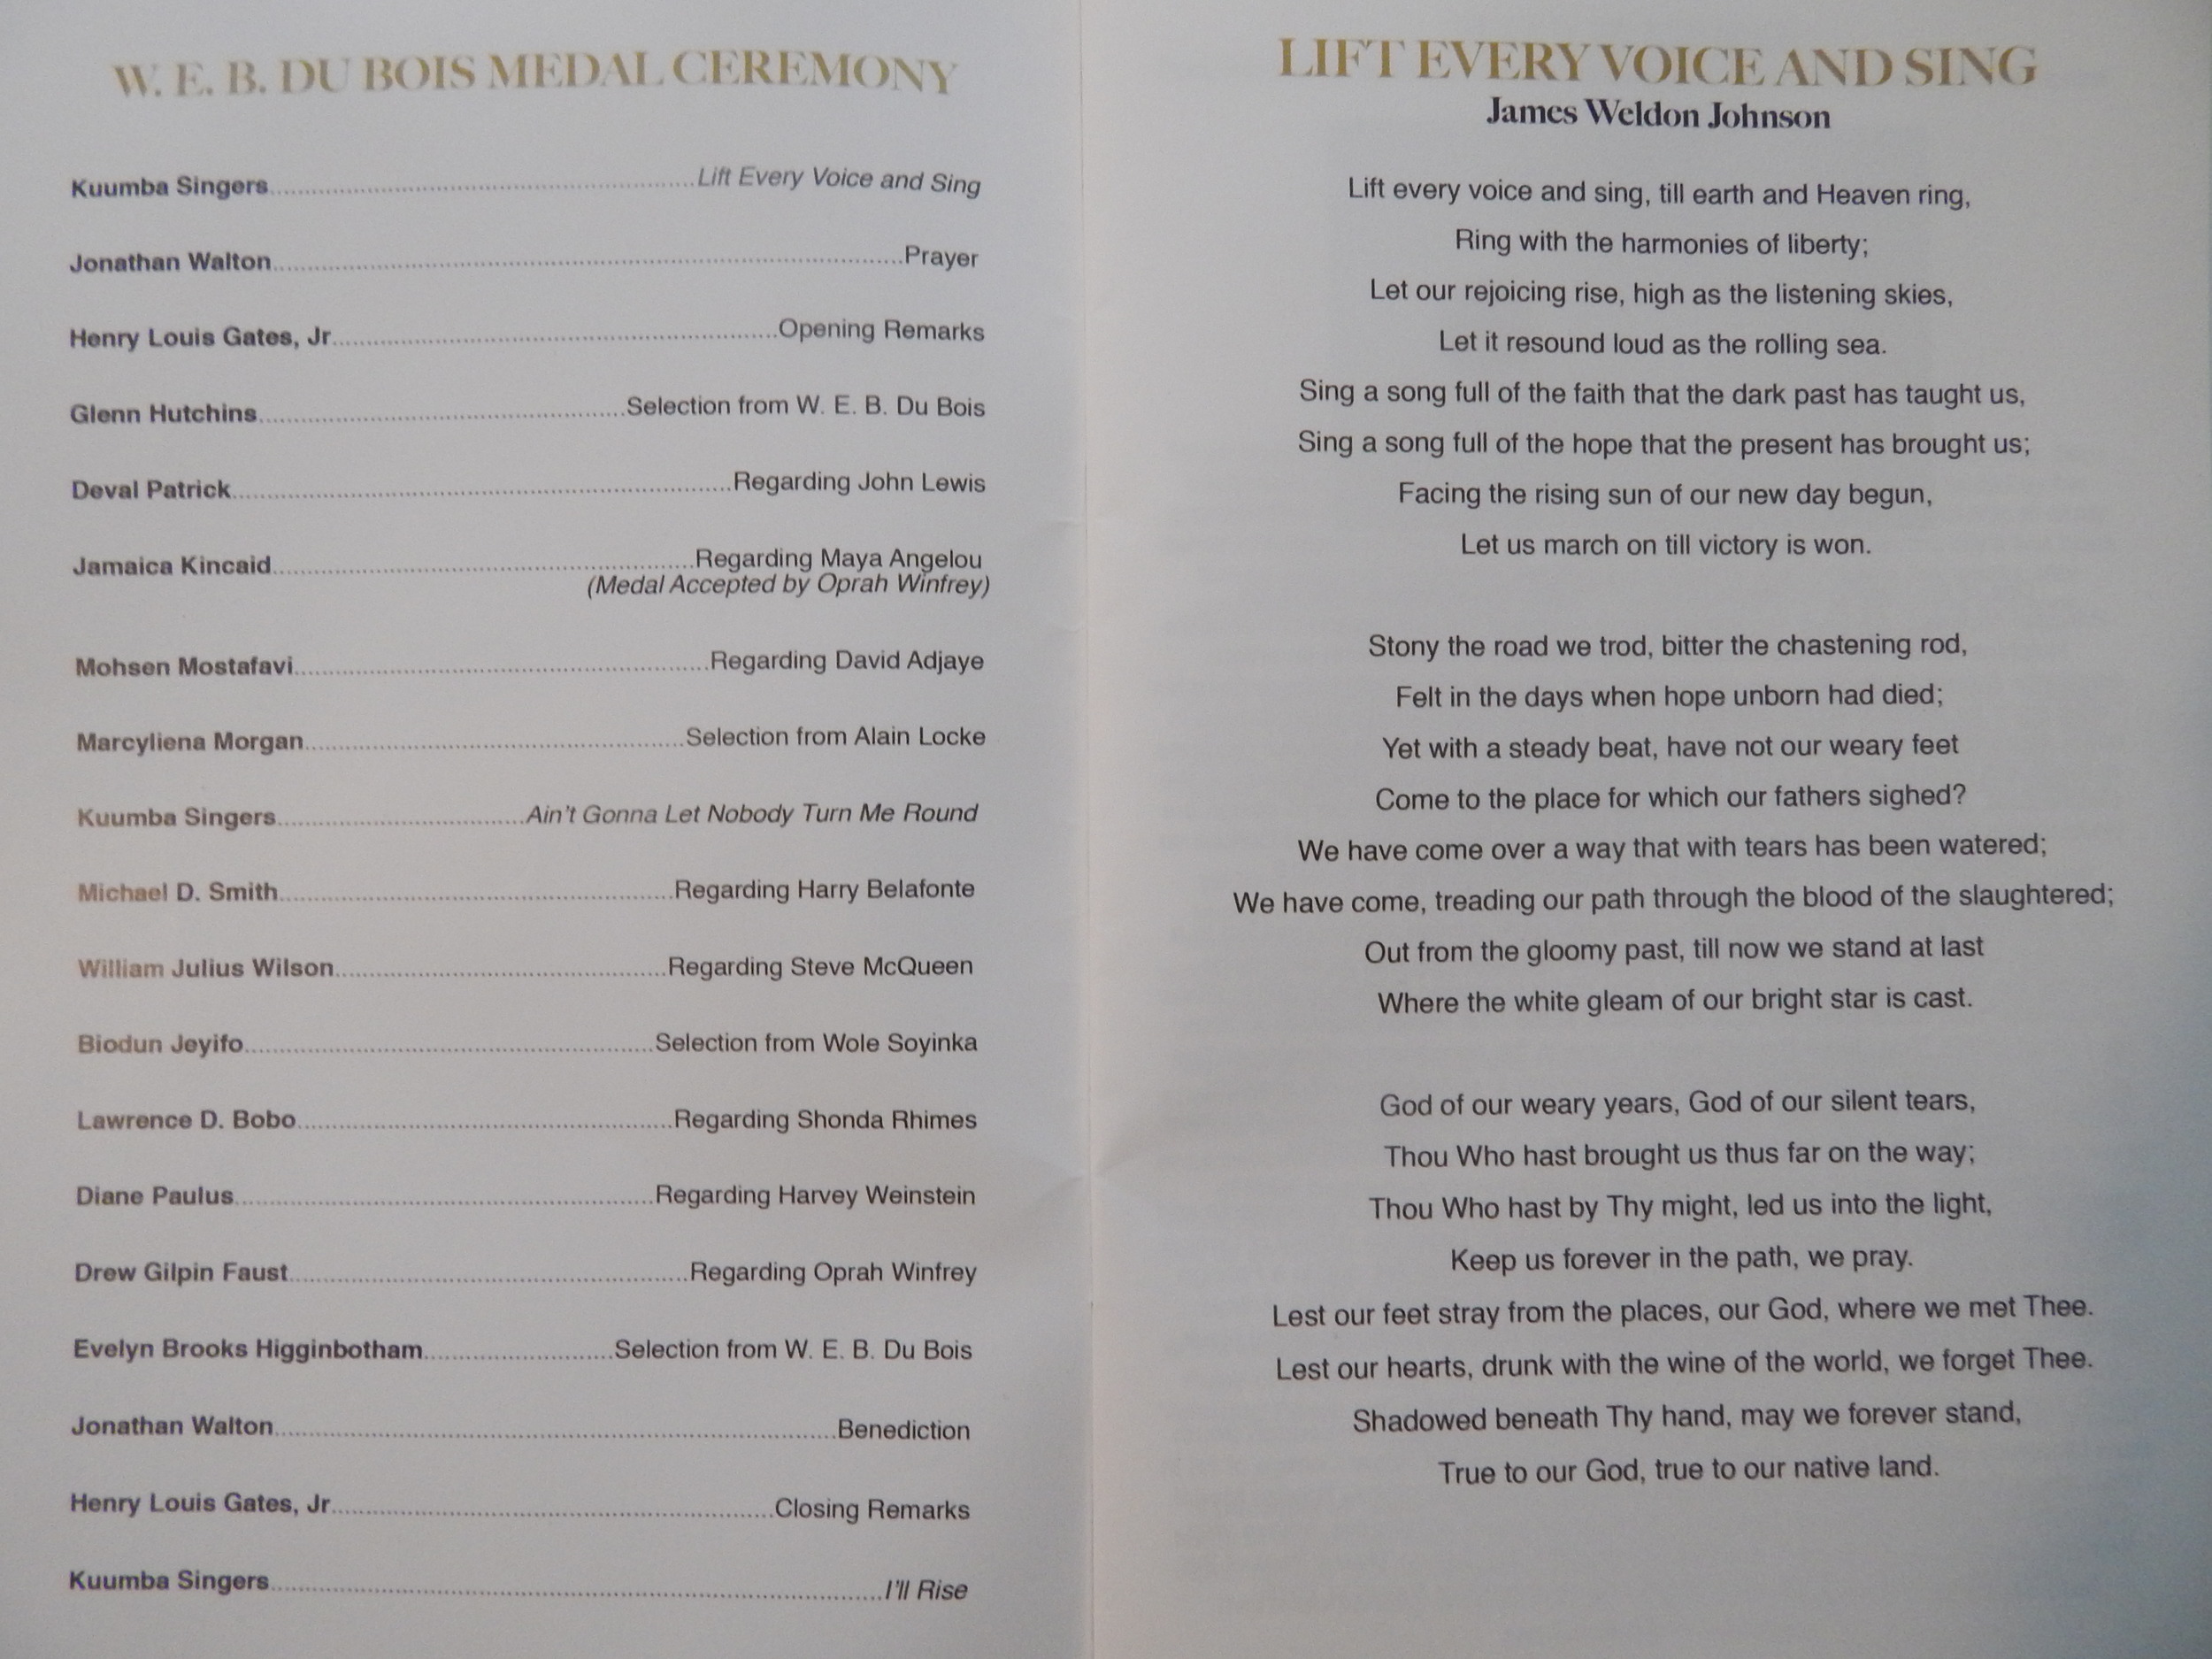 W. E. B. DU BOIS MEDAL CEREMONY
Kuumba Singers..........Lift Every Voice and Sing
Jonathan Walton..........Prayer
Henry Louis Gates, Jr..........Opening Remarks
Glenn Hutchins..........Selection from W. E. B. Du Bois
Deval Patrick..........Regarding John Lewis
Jamaica Kincaid..........Regarding Maya Angelou
(Medal Accepted by Oprah Winfrey)
Mohsen Mostafavi..........Regarding David Adjaye
Marcyliena Morgan..........Selection from Alain Locke
Kuumba Singers..........Ain't Gonna Let Nobody Turn Me Round
Michael D. Smith..........Regarding Harry Belafonte
William Julius Wilson..........Regarding Steve McQueen
Biodun Jeyifo..........Selection from Wole Soyinka
Lawrence D. Bobo..........Regarding Shonda Rhimes
Diane Paulus..........Regarding Harvey Weinstein
Drew Gilpin Faust..........Regarding Oprah Winfrey
Evelyn Brooks Higginbotham..........Selection from W. E. B. Du Bois
Jonathan Walton..........Benediction
Henry Louis Gates, Jr..........Closing Remarks
Kuumba Singers..........I'll Rise
LIFT EVERY VOICE AND SING
James Weldon Johnson
Lift every voice and sing, till earth and Heaven ring,
Ring with the harmonies of liberty;
Let our rejoicing rise, high as the listening skies,
Let it resound loud as the rolling sea.
Sing a song full of the faith that the dark past has taught us,
Sing a song full of the hope that the present has brought us;
Facing the rising sun of our new day begun,
Let us march on till victory is won.
Stony the road we trod, bitter the chastening rod,
Felt in the days when hope unborn had died;
Yet with a steady beat, have not our weary feet
Come to the place for which our fathers sighed?
We have come over a way that with tears has been watered;
We have come, treading our path through the blood of the slaughtered;
Out from the gloomy past, till now we stand at last
Where the white gleam of our bright star is cast.
God of our weary years, God of our silent tears,
Thou Who hast brought us thus far on the way;
Thou Who hast by Thy might, led us into the light,
Keep us forever in the path, we pray.
Lest our feet stray from the places, our God, where we met Thee.
Lest our hearts, drunk with the wine of the world, we forget Thee.
Shadowed beneath Thy hand, may we forever stand,
True to our God, true to our native land.